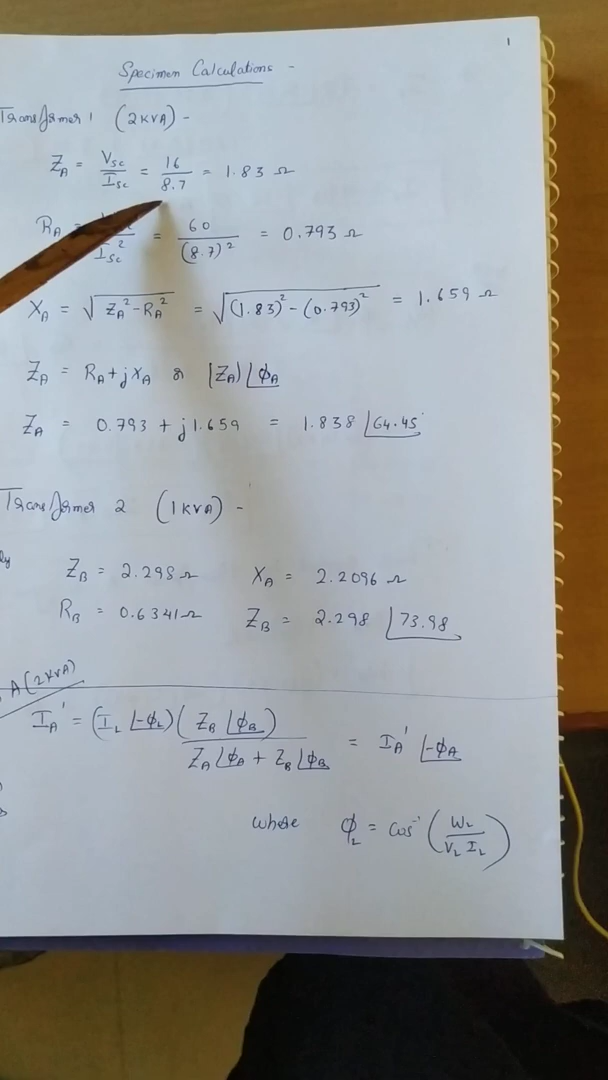 1
Specimen Calculations -
Transformer 1 (2KVA) -
Z_A = V_sc / I_sc = 16 / 8.7 = 1.83 Ω
R_A = / I_sc² = 60 / (8.7)² = 0.793 Ω
X_A = √(Z_A² - R_A²) = √((1.83)² - (0.793)²) = 1.659 Ω
Z_A = R_A + jX_A or |Z_A| ∠φ_A
Z_A = 0.793 + j1.659 = 1.838 ∠64.45°
Transformer 2 (1KVA) -
Z_B = 2.298 Ω X_A = 2.2096 Ω
R_B = 0.6341 Ω Z_B = 2.298 ∠73.98
A (2KVA)
I_A' = (I_L ∠-φ_L) (Z_B ∠φ_B) / Z_A ∠φ_A + Z_B ∠φ_B = I_A' ∠-φ_A
where φ_L = cos⁻¹ (W_L / V_L I_L)